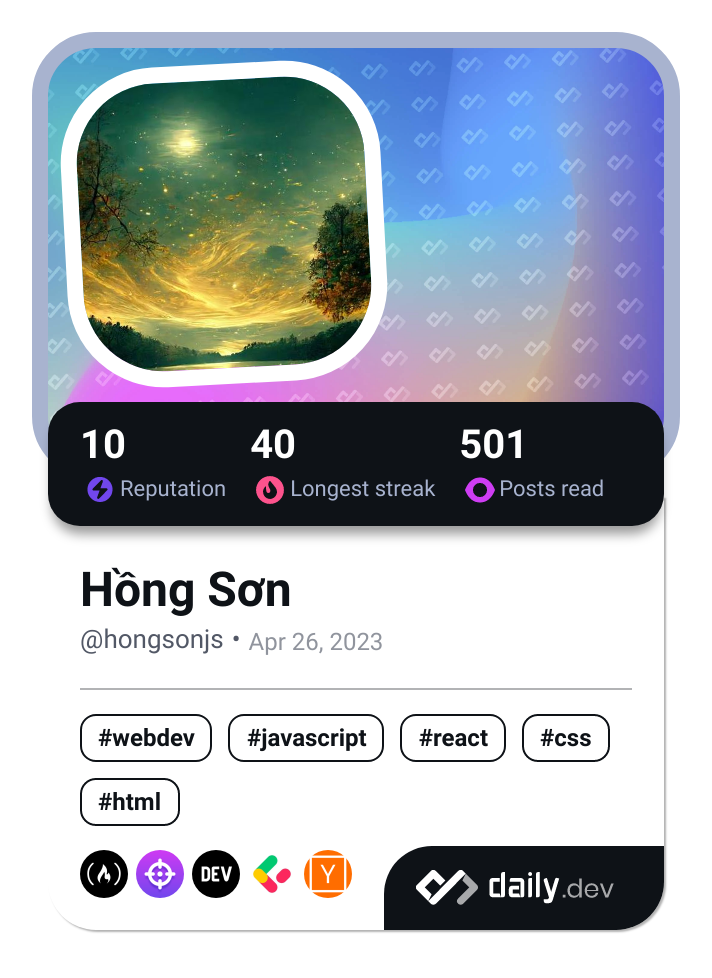 10 40 501
Reputation Longest streak Posts read
Hồng Sơn
@hongsonjs • Apr 26, 2023
#webdev #javascript #react #css
#html
DEV Y daily.dev